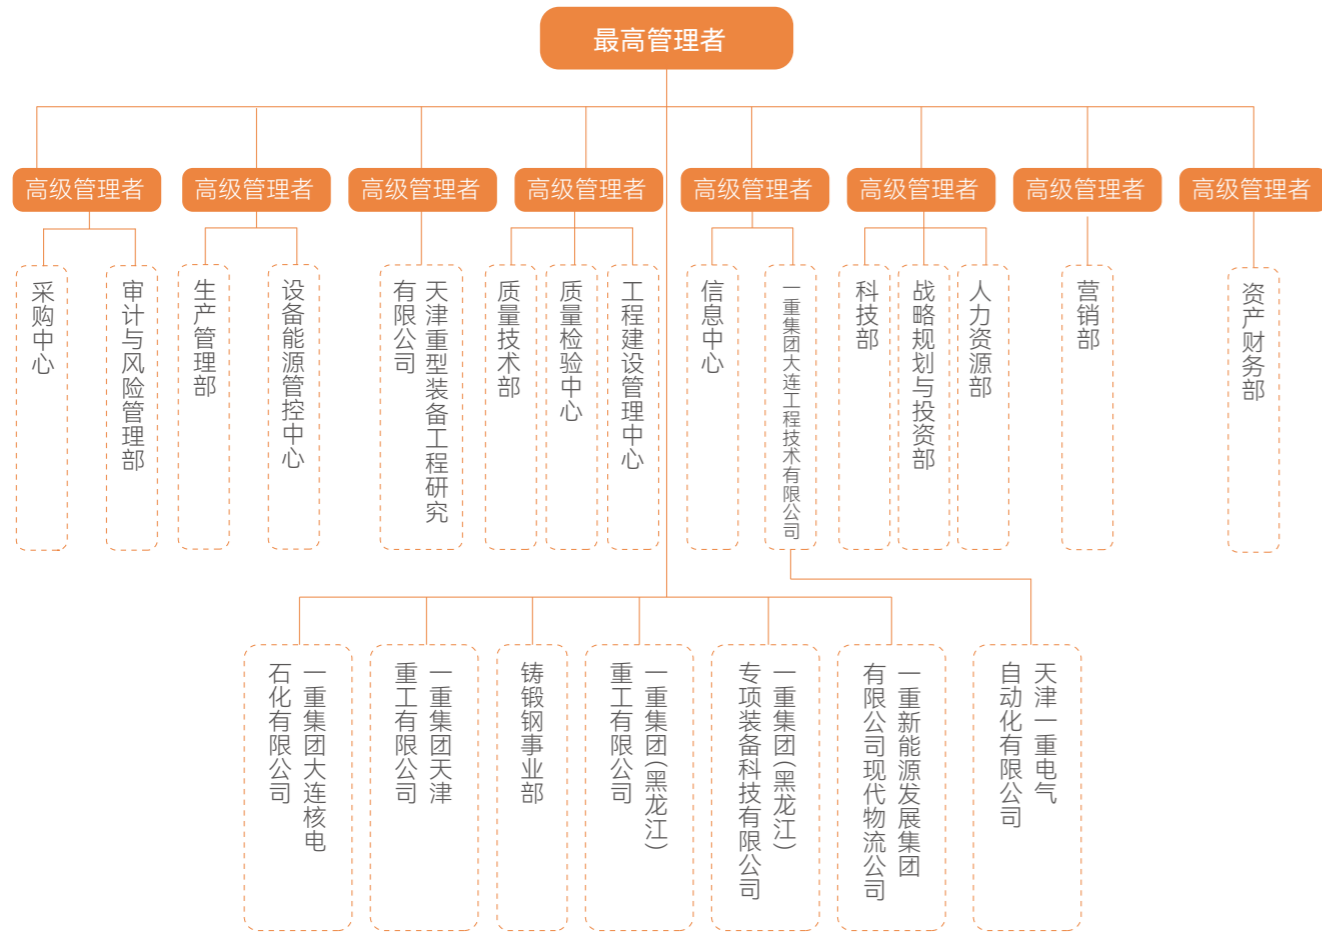 最高管理者
高级管理者
高级管理者
高级管理者
高级管理者
高级管理者
高级管理者
高级管理者
高级管理者
采购中心
审计与风险管理部
生产管理部
设备能源管控中心
天津重型装备工程研究
有限公司
质量技术部
质量检验中心
工程建设管理中心
信息中心
一重集团大连工程技术有限公司
科技部
战略规划与投资部
人力资源部
营销部
资产财务部
一重集团大连核电
石化有限公司
一重集团天津
重工有限公司
铸锻钢事业部
一重集团(黑龙江)
重工有限公司
一重集团(黑龙江)
专项装备科技有限公司
一重新能源发展集团
有限公司现代物流公司
天津一重电气
自动化有限公司